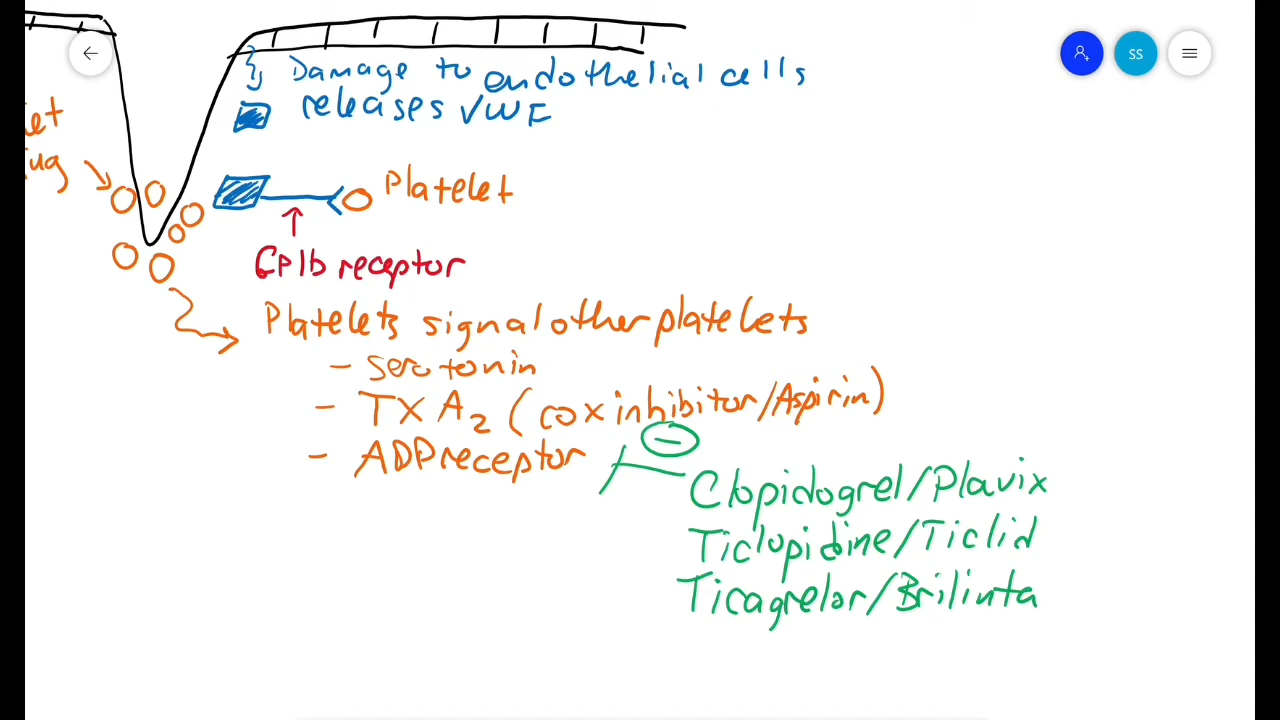 SS
Damage to endothelial cells
releases VWF
Platelet
GPIb receptor
Platelets signal other platelets
- Serotonin
- TXA2 (cox inhibitor/Aspirin)
- ADP receptor
Clopidogrel/Plavix
Ticlopidine/Ticlid
Ticagrelor/Brilinta